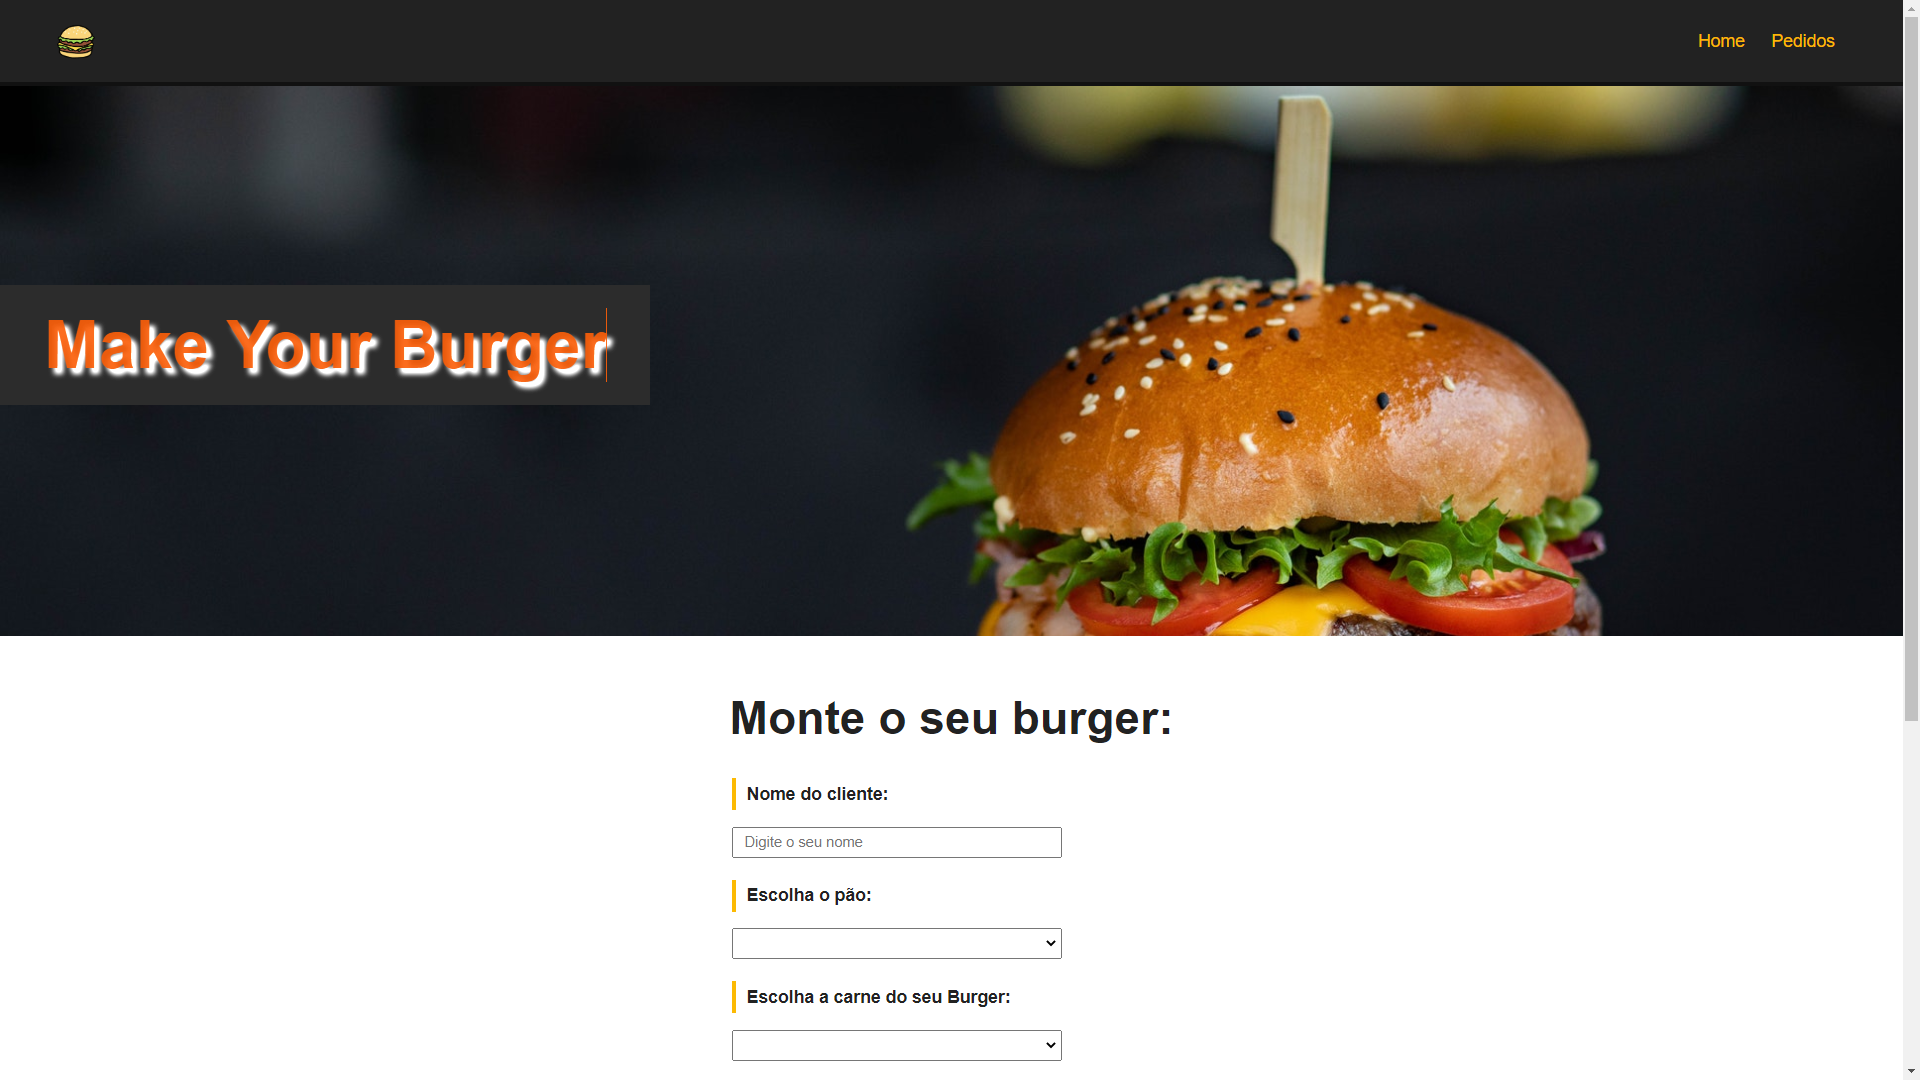 Home Pedidos
Make Your Burger
Monte o seu burger:
Nome do cliente:
Digite o seu nome
Escolha o pão:
Escolha a carne do seu Burger: